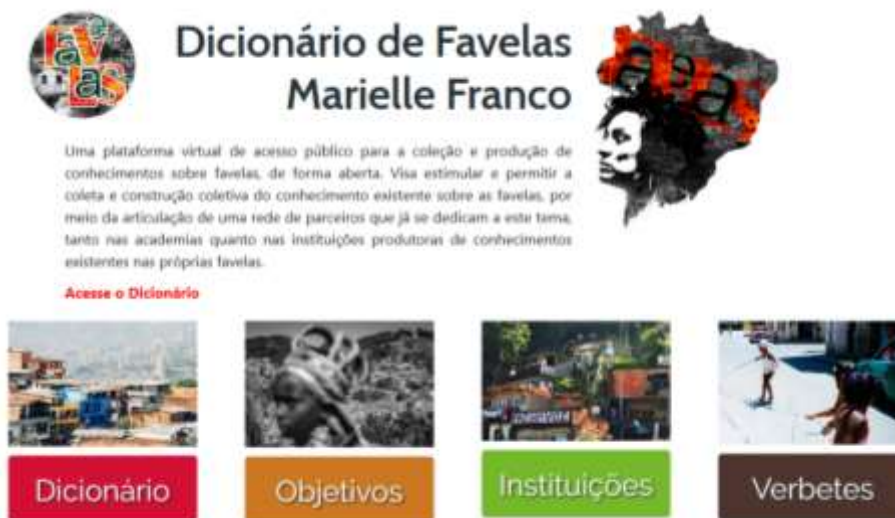 Favelas
Dicionário de Favelas
Marielle Franco
Uma plataforma virtual de acesso público para a coleção e produção de
conhecimentos sobre favelas, de forma aberta. Visa estimular e permitir a
coleta e construção coletiva do conhecimento existente sobre as favelas, por
meio da articulação de uma rede de parceiros que já se dedicam a este tema,
tanto nas academias quanto nas instituições produtoras de conhecimentos
existentes nas próprias favelas.
Acesse o Dicionário
Dicionário
Objetivos
Instituições
Verbetes